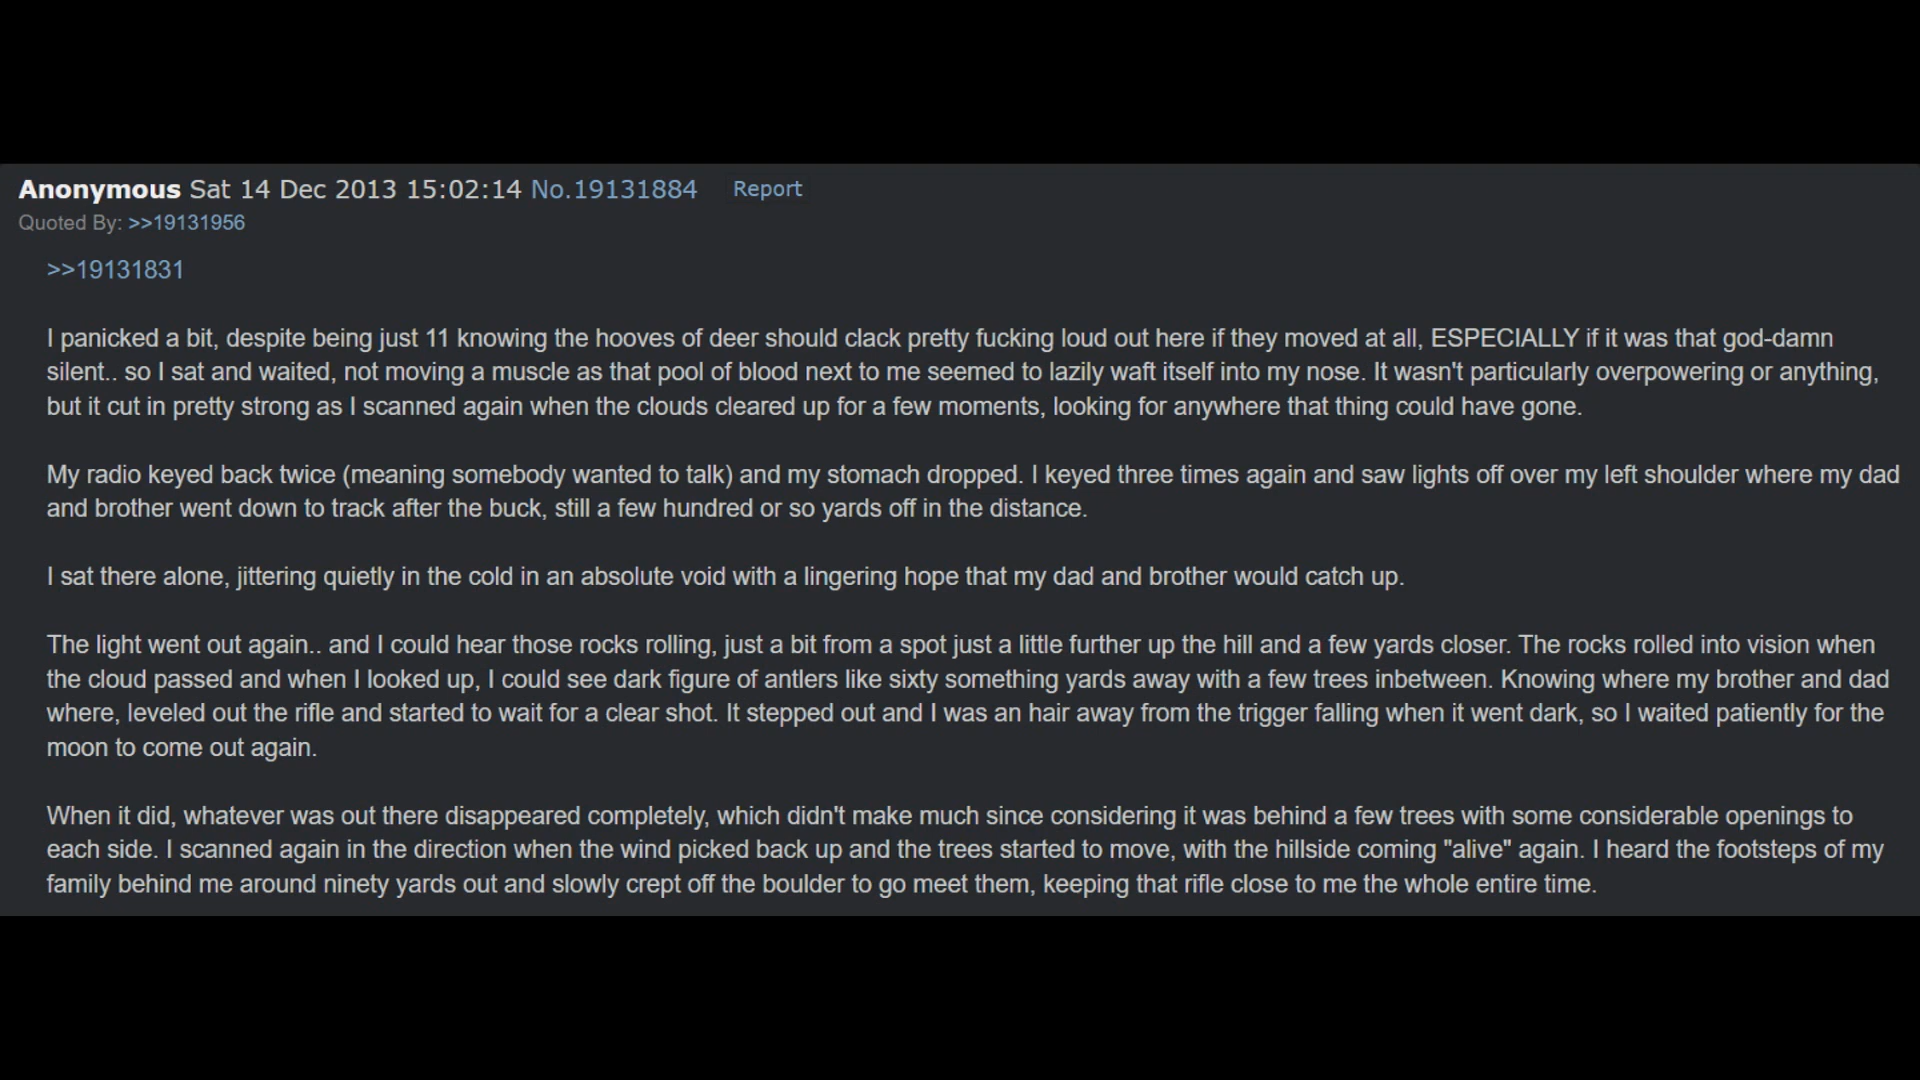 Anonymous Sat 14 Dec 2013 15:02:14 No.19131884 Report
Quoted By: >>19131956
>>19131831
I panicked a bit, despite being just 11 knowing the hooves of deer should clack pretty fucking loud out here if they moved at all, ESPECIALLY if it was that god-damn
silent.. so I sat and waited, not moving a muscle as that pool of blood next to me seemed to lazily waft itself into my nose. It wasn't particularly overpowering or anything,
but it cut in pretty strong as I scanned again when the clouds cleared up for a few moments, looking for anywhere that thing could have gone.
My radio keyed back twice (meaning somebody wanted to talk) and my stomach dropped. I keyed three times again and saw lights off over my left shoulder where my dad
and brother went down to track after the buck, still a few hundred or so yards off in the distance.
I sat there alone, jittering quietly in the cold in an absolute void with a lingering hope that my dad and brother would catch up.
The light went out again.. and I could hear those rocks rolling, just a bit from a spot just a little further up the hill and a few yards closer. The rocks rolled into vision when
the cloud passed and when I looked up, I could see dark figure of antlers like sixty something yards away with a few trees inbetween. Knowing where my brother and dad
where, leveled out the rifle and started to wait for a clear shot. It stepped out and I was an hair away from the trigger falling when it went dark, so I waited patiently for the
moon to come out again.
When it did, whatever was out there disappeared completely, which didn't make much since considering it was behind a few trees with some considerable openings to
each side. I scanned again in the direction when the wind picked back up and the trees started to move, with the hillside coming "alive" again. I heard the footsteps of my
family behind me around ninety yards out and slowly crept off the boulder to go meet them, keeping that rifle close to me the whole entire time.